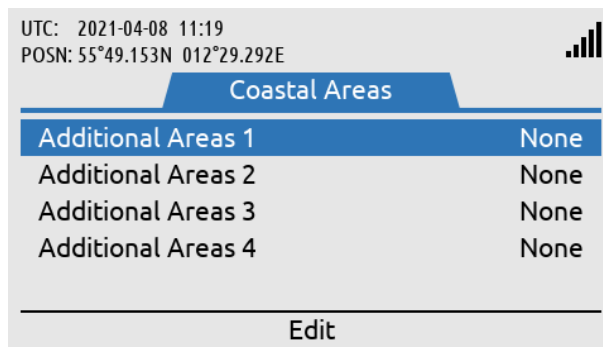 UTC: 2021-04-08 11:19
POSN: 55°49.153N 012°29.292E
Coastal Areas
Additional Areas 1 None
Additional Areas 2 None
Additional Areas 3 None
Additional Areas 4 None
Edit